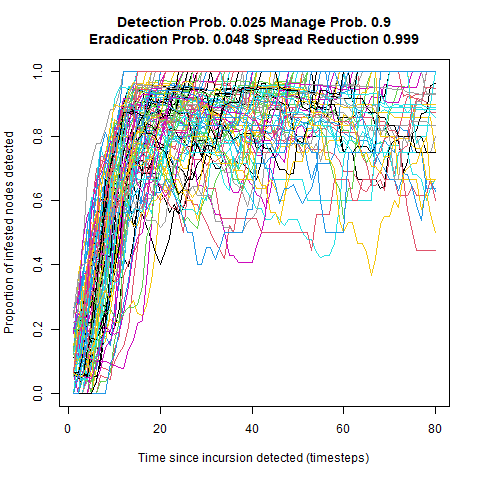 Detection Prob. 0.025 Manage Prob. 0.9
Eradication Prob. 0.048 Spread Reduction 0.999
Proportion of infested nodes detected
1.0
0.8
0.6
0.4
0.2
0.0
0 20 40 60 80
Time since incursion detected (timesteps)